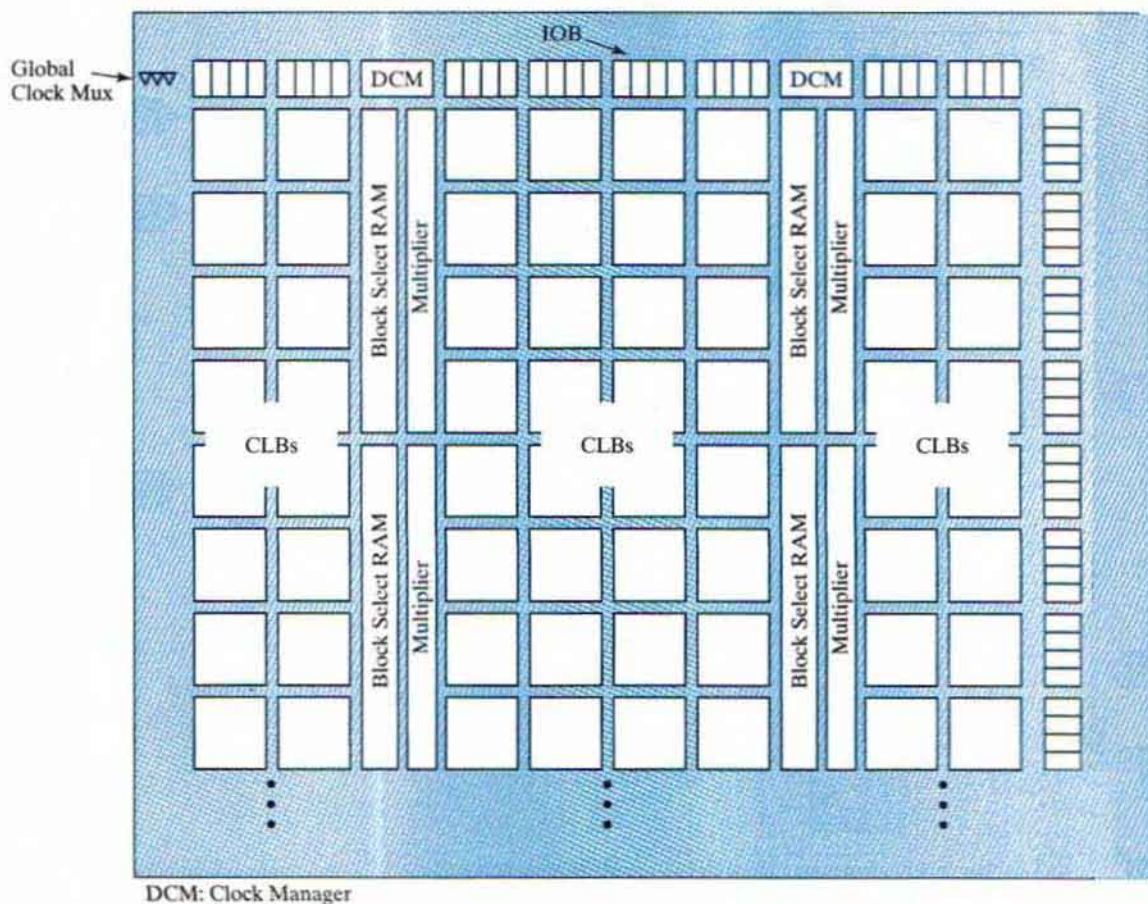 IOB
Global
Clock Mux
DCM
DCM
Block Select RAM
Multiplier
Block Select RAM
Multiplier
CLBs
CLBs
CLBs
Block Select RAM
Multiplier
Block Select RAM
Multiplier
DCM: Clock Manager